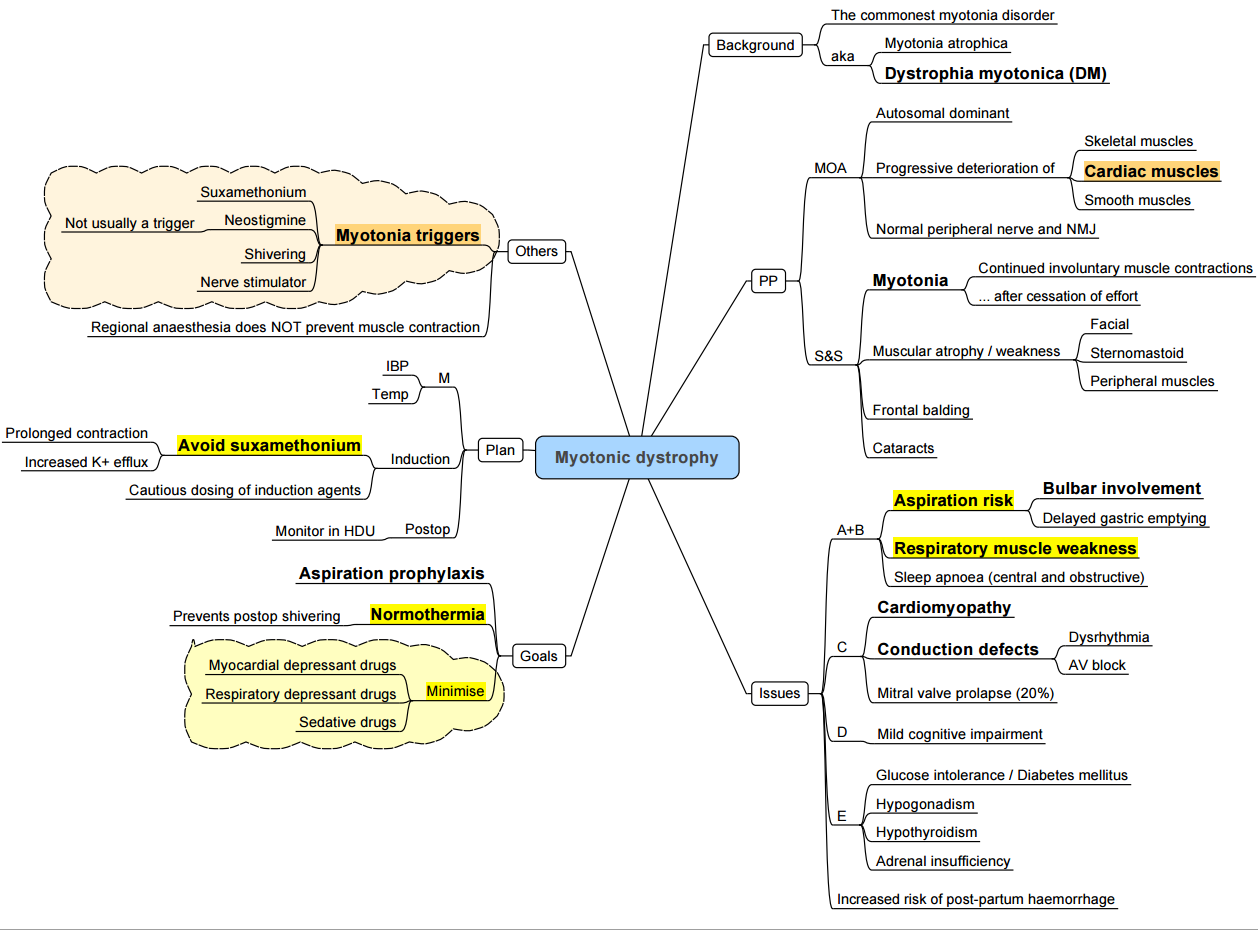 Myotonic dystrophy
Background
The commonest myotonia disorder
aka
Myotonia atrophica
Dystrophia myotonica (DM)
PP
MOA
Autosomal dominant
Progressive deterioration of
Skeletal muscles
Cardiac muscles
Smooth muscles
Normal peripheral nerve and NMJ
S&S
Myotonia
Continued involuntary muscle contractions
... after cessation of effort
Muscular atrophy / weakness
Facial
Sternomastoid
Peripheral muscles
Frontal balding
Cataracts
Issues
A+B
Aspiration risk
Bulbar involvement
Delayed gastric emptying
Respiratory muscle weakness
Sleep apnoea (central and obstructive)
C
Cardiomyopathy
Conduction defects
Dysrhythmia
AV block
Mitral valve prolapse (20%)
D
Mild cognitive impairment
E
Glucose intolerance / Diabetes mellitus
Hypogonadism
Hypothyroidism
Adrenal insufficiency
Increased risk of post-partum haemorrhage
Others
Myotonia triggers
Suxamethonium
Neostigmine
Not usually a trigger
Shivering
Nerve stimulator
Regional anaesthesia does NOT prevent muscle contraction
Plan
M
IBP
Temp
Induction
Avoid suxamethonium
Prolonged contraction
Increased K+ efflux
Cautious dosing of induction agents
Postop
Monitor in HDU
Goals
Aspiration prophylaxis
Normothermia
Prevents postop shivering
Minimise
Myocardial depressant drugs
Respiratory depressant drugs
Sedative drugs